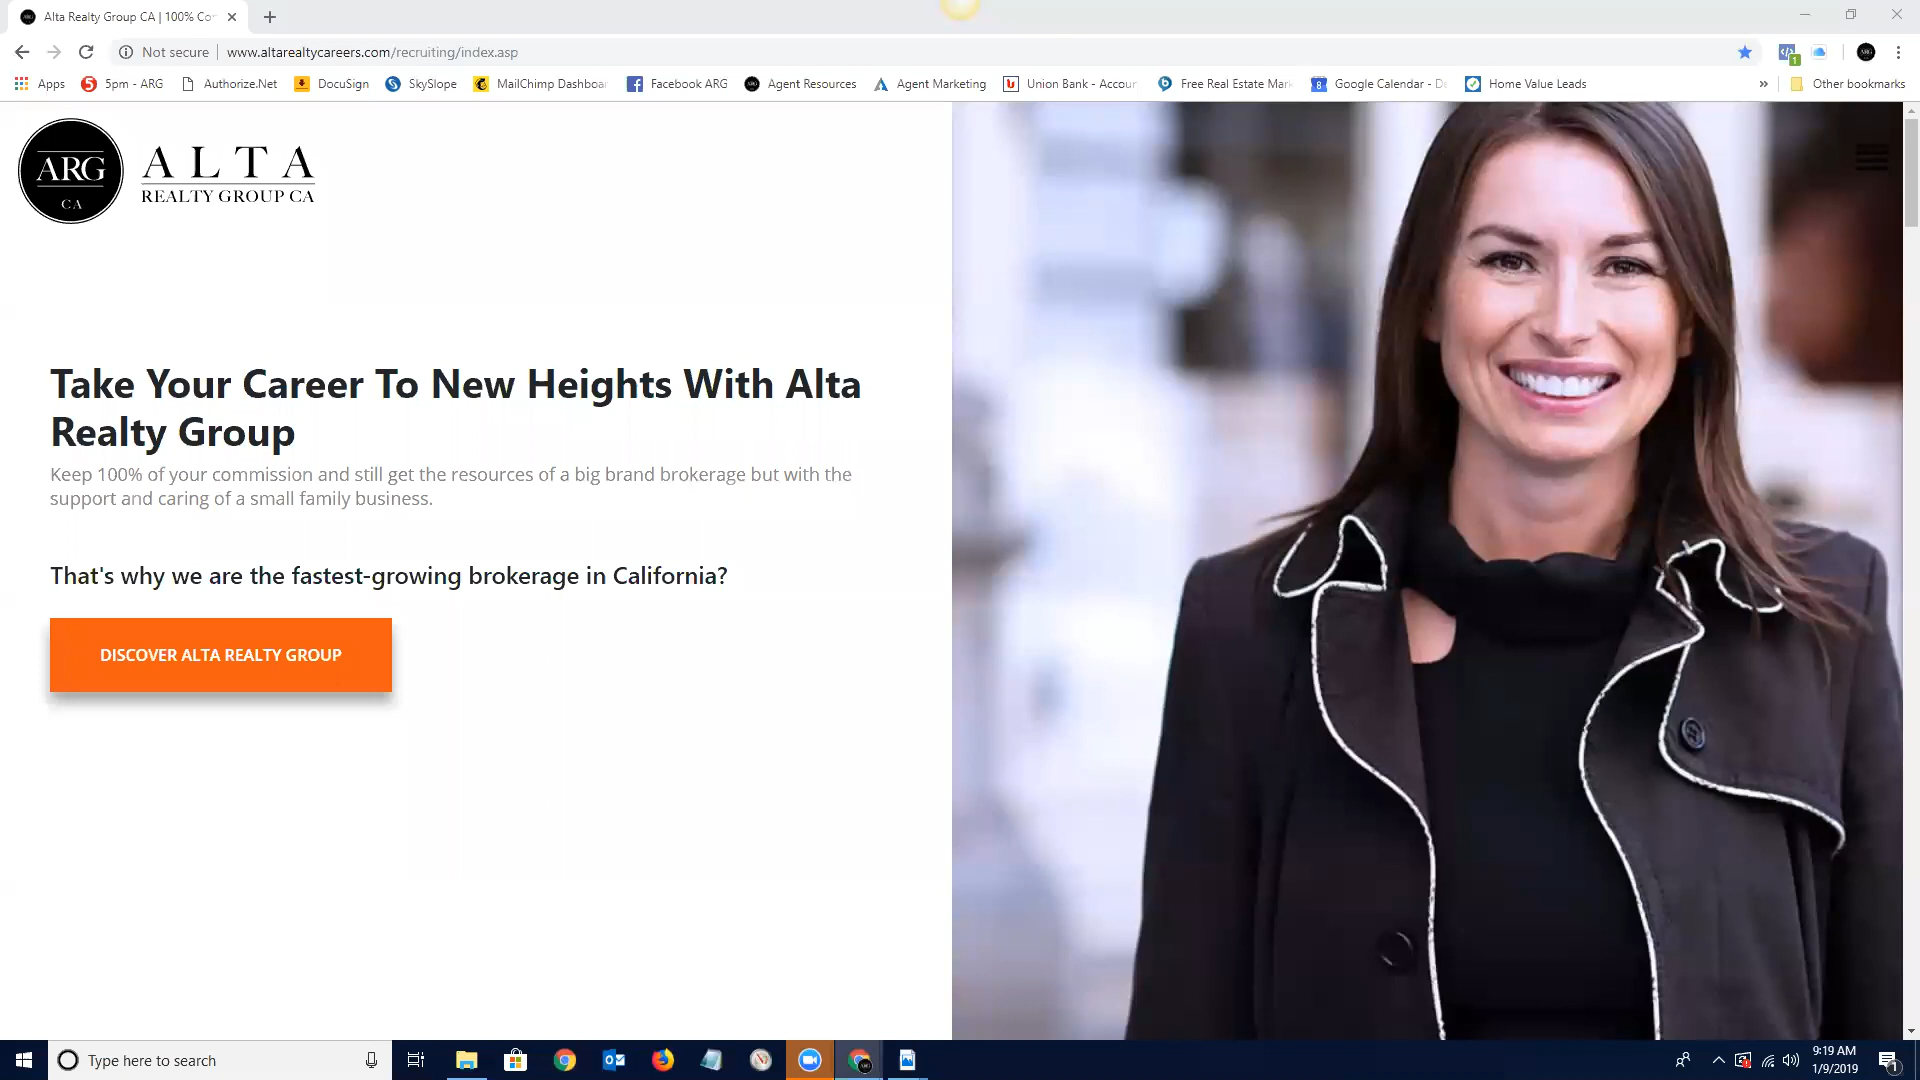 Alta Realty Group CA | 100% Co
Not secure
www.altarealtycareers.com/recruiting/index.asp
1
Apps
5pm - ARG
Authorize.Net
DocuSign
SkySlope
MailChimp Dashboa
Facebook ARG
Agent Resources
Agent Marketing
Union Bank - Accou
Free Real Estate Mar
Google Calendar - D
Home Value Leads
»
Other bookmarks
ARG
CA
ALTA
REALTY GROUP CA
Take Your Career To New Heights With Alta
Realty Group
Keep 100% of your commission and still get the resources of a big brand brokerage but with the
support and caring of a small family business.
That's why we are the fastest-growing brokerage in California?
DISCOVER ALTA REALTY GROUP
Type here to search
9:19 AM
1/9/2019
1